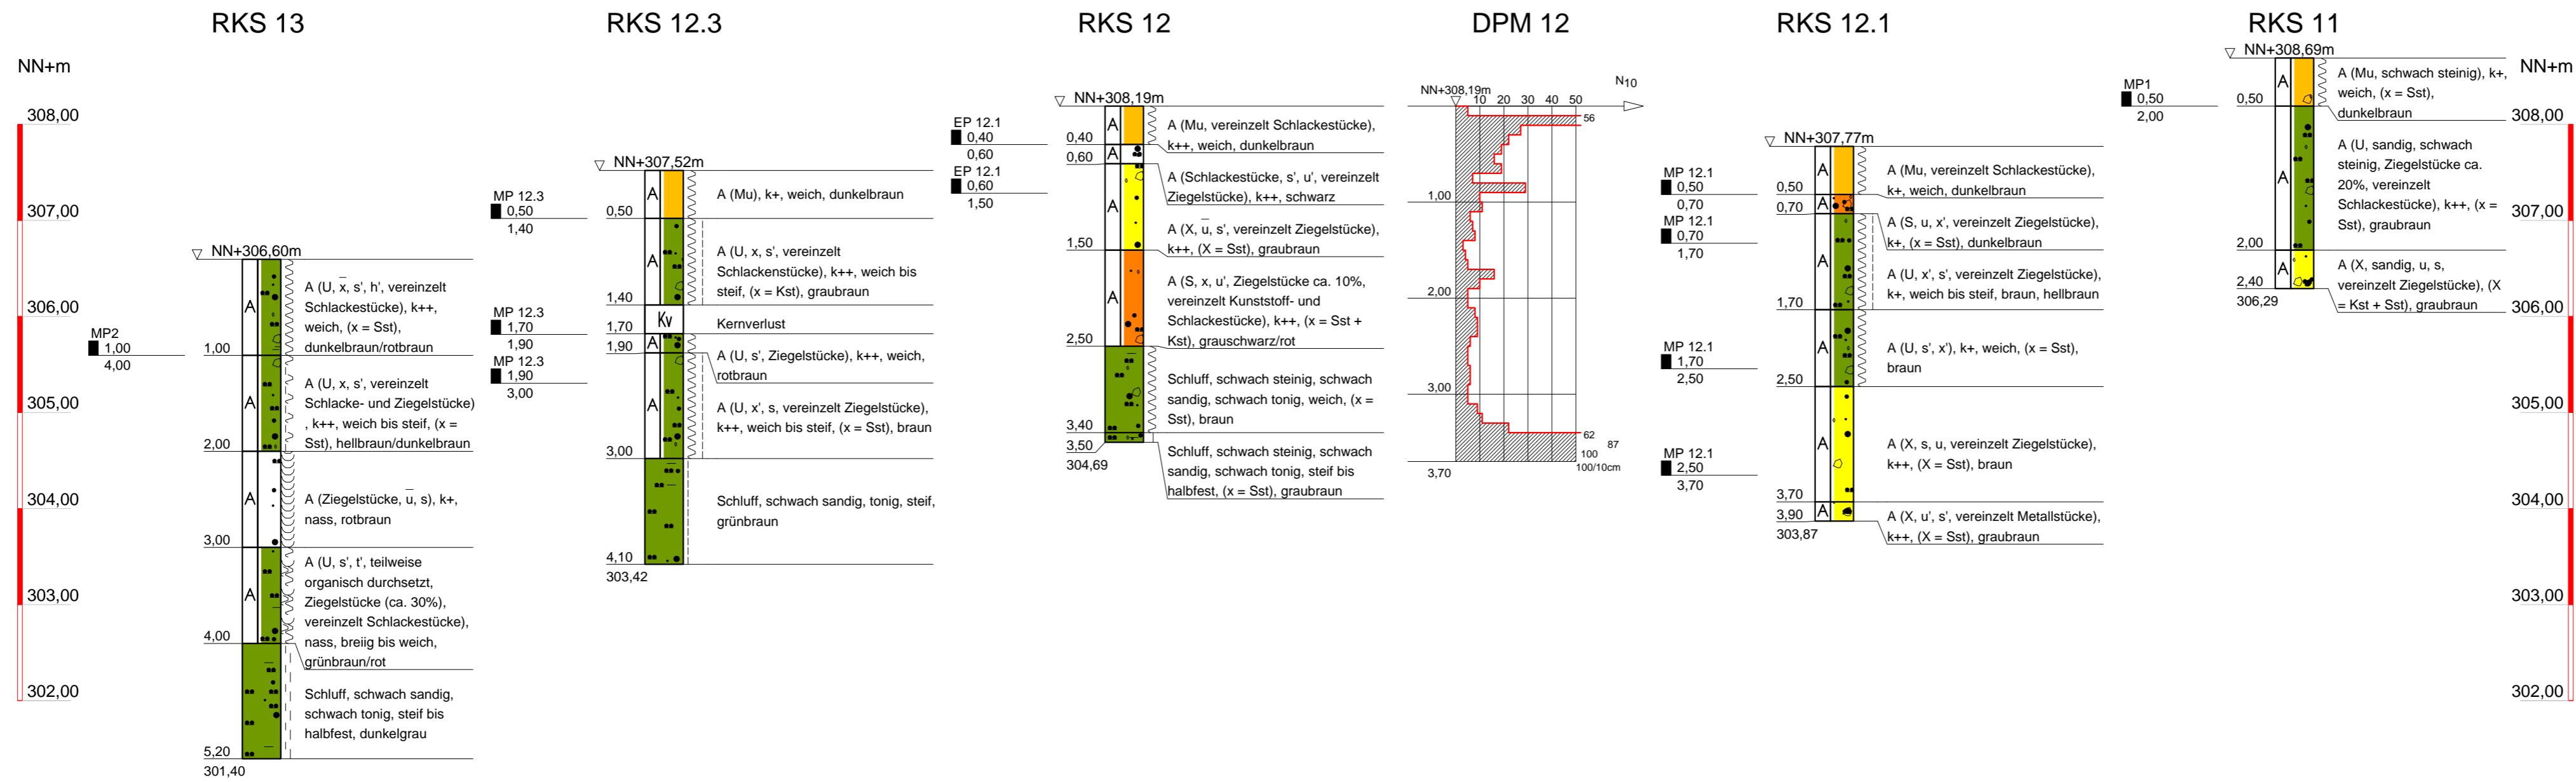 RKS 13
RKS 12.3
RKS 12
DPM 12
RKS 12.1
RKS 11
NN+m
308,00
307,00
306,00
305,00
304,00
303,00
302,00
MP2
1,00
4,00
NN+306,60m
A
1,00
A
2,00
A
3,00
A
4,00
5,20
301,40
A (U, x̄, s', h', vereinzelt
Schlackestücke), k++,
weich, (x = Sst),
dunkelbraun/rotbraun
A (U, x, s', vereinzelt
Schlacke- und Ziegelstücke)
, k++, weich bis steif, (x =
Sst), hellbraun/dunkelbraun
A (Ziegelstücke, ū, s), k+,
nass, rotbraun
A (U, s', t', teilweise
organisch durchsetzt,
Ziegelstücke (ca. 30%),
vereinzelt Schlackestücke),
nass, breiig bis weich,
grünbraun/rot
Schluff, schwach sandig,
schwach tonig, steif bis
halbfest, dunkelgrau
MP 12.3
0,50
1,40
MP 12.3
1,70
1,90
MP 12.3
1,90
3,00
NN+307,52m
A
0,50
A
1,40
Kv
1,70
A
1,90
A
3,00
4,10
303,42
A (Mu), k+, weich, dunkelbraun
A (U, x, s', vereinzelt
Schlackenstücke), k++, weich bis
steif, (x = Kst), graubraun
Kernverlust
A (U, s', Ziegelstücke), k++, weich,
rotbraun
A (U, x', s, vereinzelt Ziegelstücke),
k++, weich bis steif, (x = Sst), braun
Schluff, schwach sandig, tonig, steif,
grünbraun
EP 12.1
0,40
0,60
EP 12.1
0,60
1,50
NN+308,19m
A
0,40
A
0,60
A
1,50
A
2,50
3,40
3,50
304,69
A (Mu, vereinzelt Schlackestücke),
k++, weich, dunkelbraun
A (Schlackestücke, s', u', vereinzelt
Ziegelstücke), k++, schwarz
A (X, ū, s', vereinzelt Ziegelstücke),
k++, (X = Sst), graubraun
A (S, x, u', Ziegelstücke ca. 10%,
vereinzelt Kunststoff- und
Schlackestücke), k++, (x = Sst +
Kst), grauschwarz/rot
Schluff, schwach steinig, schwach
sandig, schwach tonig, weich, (x =
Sst), braun
Schluff, schwach steinig, schwach
sandig, schwach tonig, steif bis
halbfest, (x = Sst), graubraun
NN+308,19m
N10
10 20 30 40 50
56
1,00
2,00
3,00
62
87
100
100/10cm
3,70
MP 12.1
0,50
0,70
MP 12.1
0,70
1,70
MP 12.1
1,70
2,50
MP 12.1
2,50
3,70
NN+307,77m
A
0,50
A
0,70
A
1,70
A
2,50
A
3,70
A
3,90
303,87
A (Mu, vereinzelt Schlackestücke),
k+, weich, dunkelbraun
A (S, u, x', vereinzelt Ziegelstücke),
k+, (x = Sst), dunkelbraun
A (U, x', s', vereinzelt Ziegelstücke),
k+, weich bis steif, braun, hellbraun
A (U, s', x'), k+, weich, (x = Sst),
braun
A (X, s, u, vereinzelt Ziegelstücke),
k++, (X = Sst), braun
A (X, u', s', vereinzelt Metallstücke),
k++, (X = Sst), graubraun
MP1
0,50
2,00
NN+308,69m
A
0,50
A
2,00
A
2,40
306,29
A (Mu, schwach steinig), k+,
weich, (x = Sst),
dunkelbraun
A (U, sandig, schwach
steinig, Ziegelstücke ca.
20%, vereinzelt
Schlackestücke), k++, (x =
Sst), graubraun
A (X, sandig, u, s,
vereinzelt Ziegelstücke), (X
= Kst + Sst), graubraun
NN+m
308,00
307,00
306,00
305,00
304,00
303,00
302,00